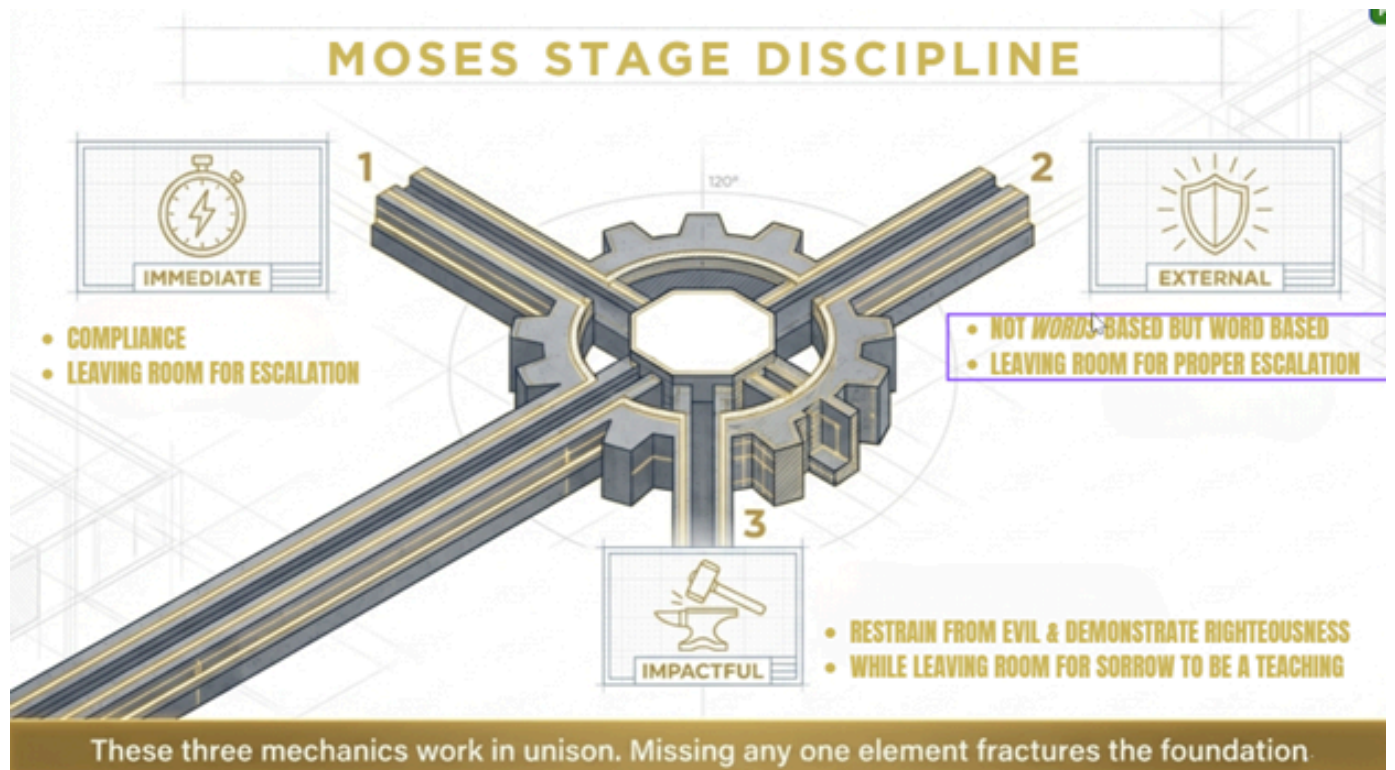 MOSES STAGE DISCIPLINE
1
2
120°
IMMEDIATE
EXTERNAL
• COMPLIANCE
• LEAVING ROOM FOR ESCALATION
• NOT WORDS-BASED BUT WORD BASED
• LEAVING ROOM FOR PROPER ESCALATION
3
IMPACTFUL
• RESTRAIN FROM EVIL & DEMONSTRATE RIGHTEOUSNESS
• WHILE LEAVING ROOM FOR SORROW TO BE A TEACHING
These three mechanics work in unison. Missing any one element fractures the foundation.